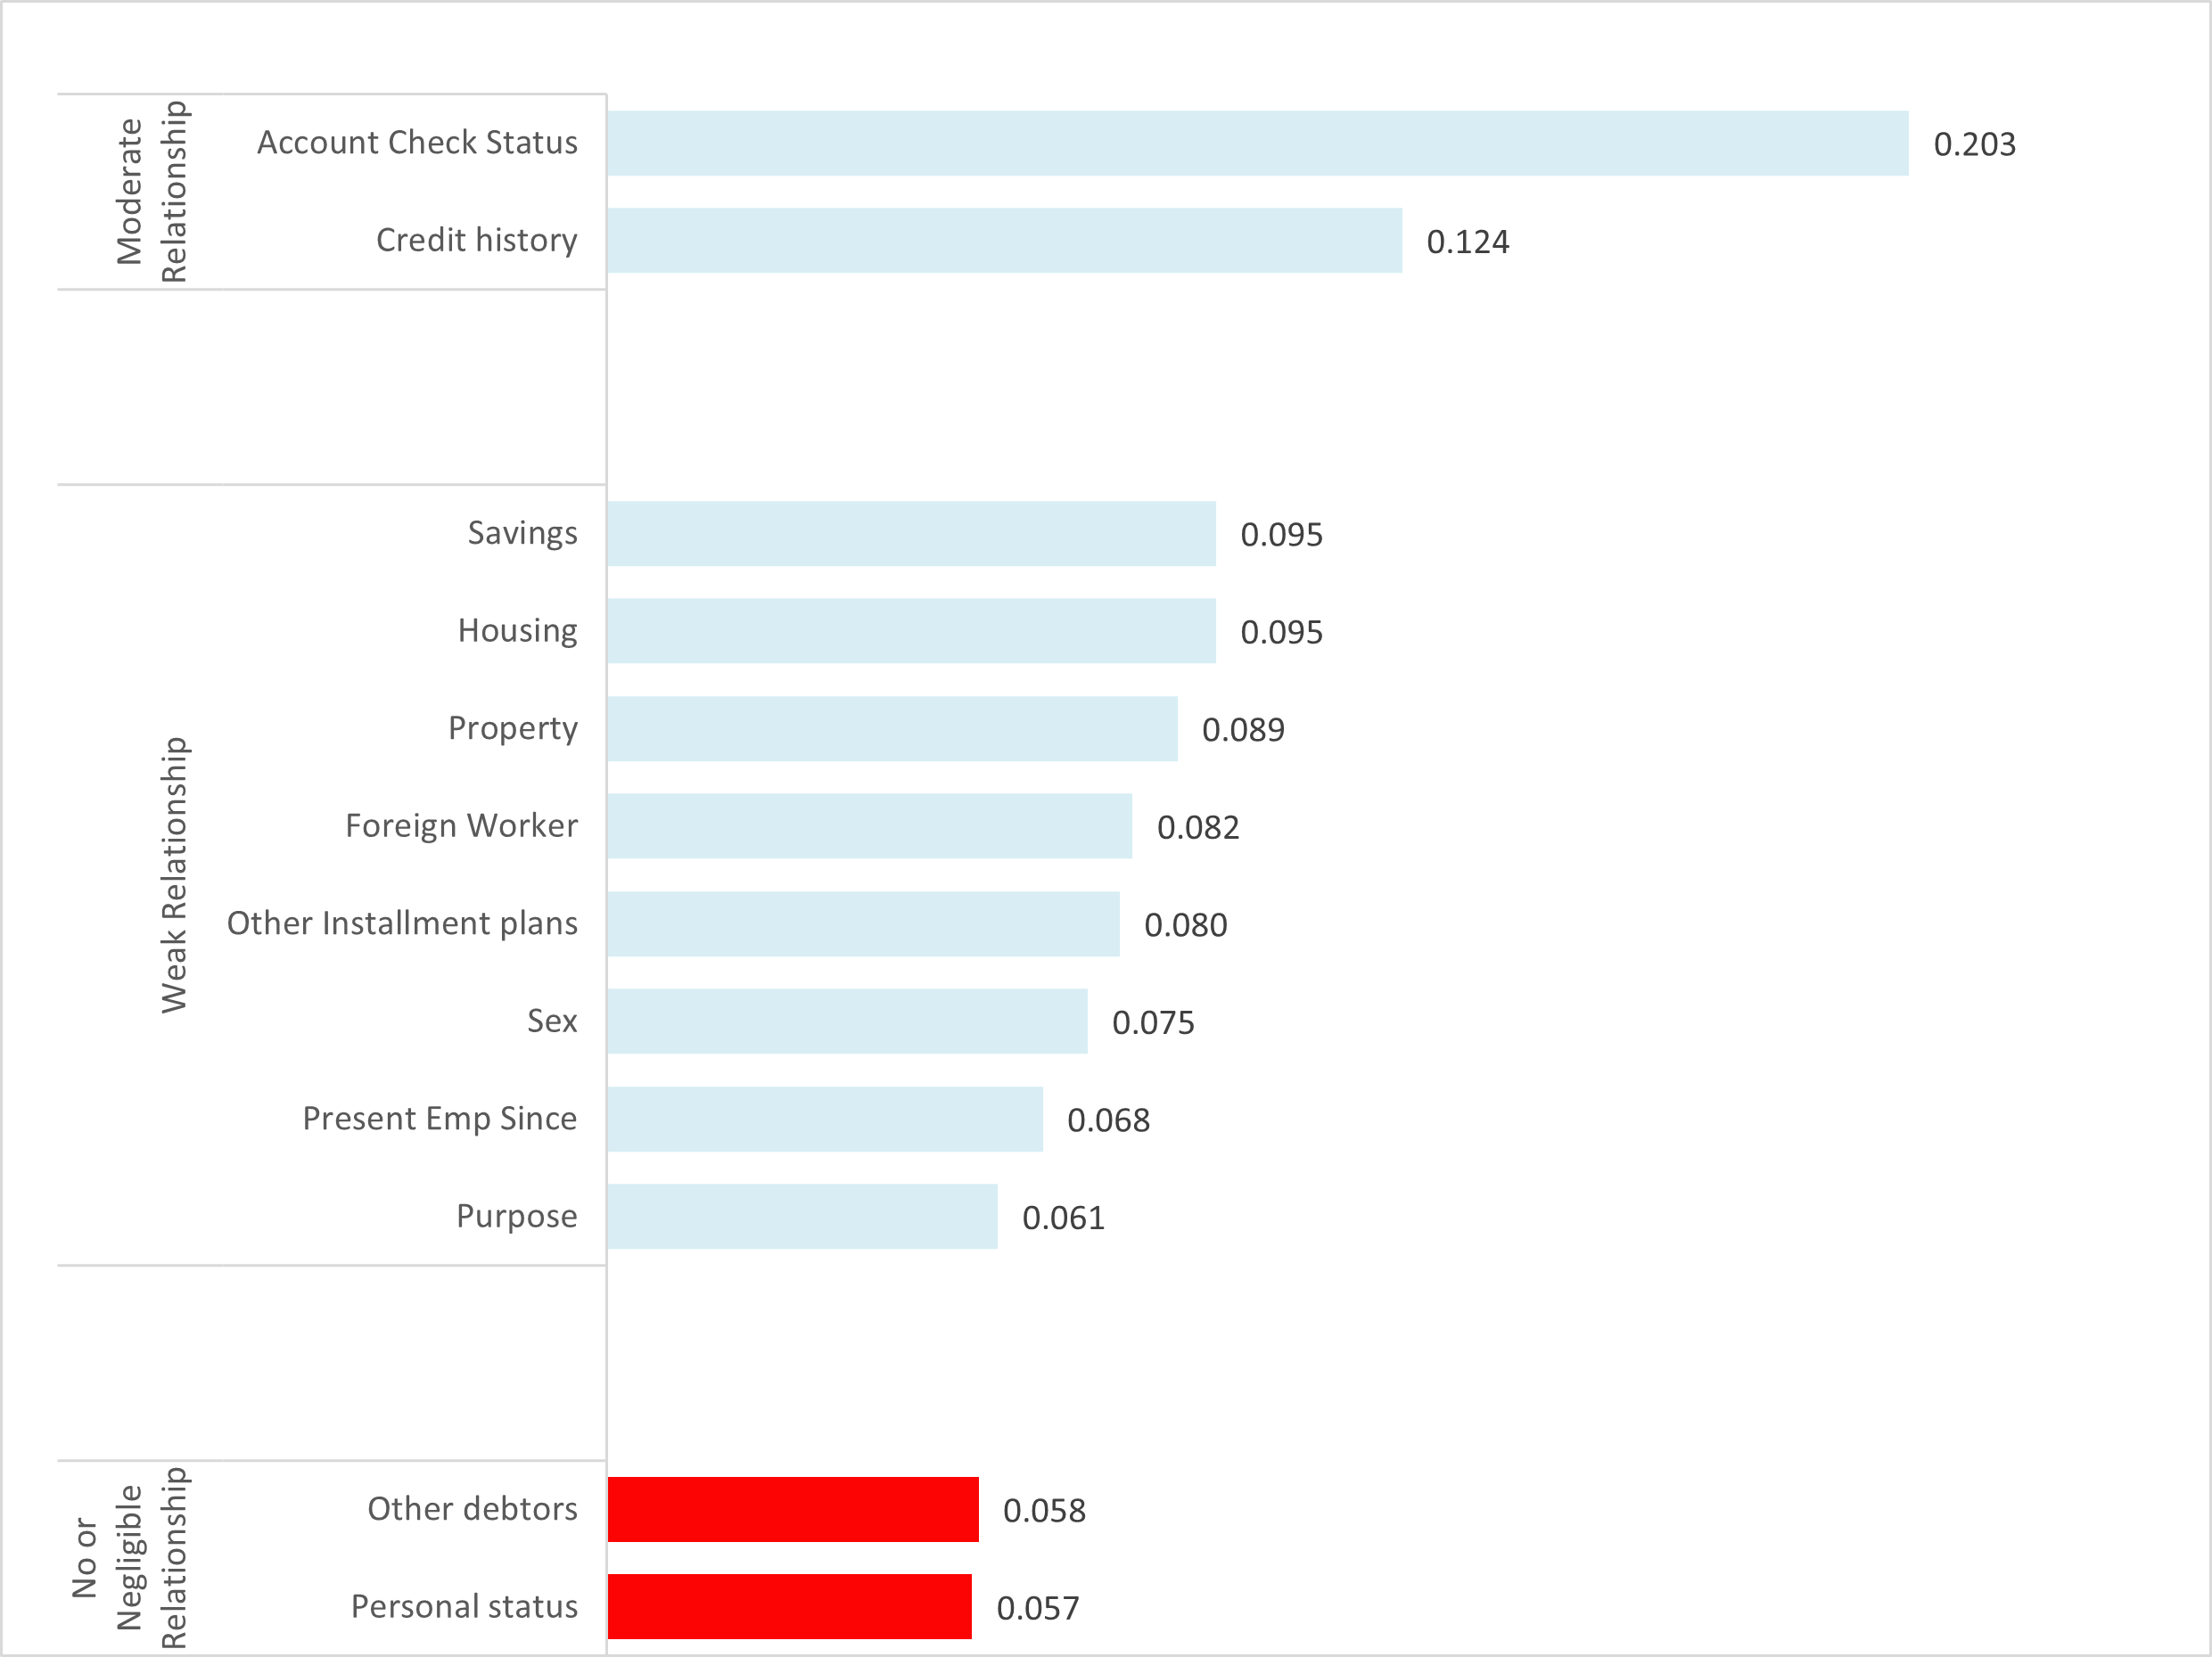 Moderate
Relationship
Account Check Status 0.203
Credit history 0.124
Weak Relationship
Savings 0.095
Housing 0.095
Property 0.089
Foreign Worker 0.082
Other Installment plans 0.080
Sex 0.075
Present Emp Since 0.068
Purpose 0.061
No or
Negligible
Relationship
Other debtors 0.058
Personal status 0.057